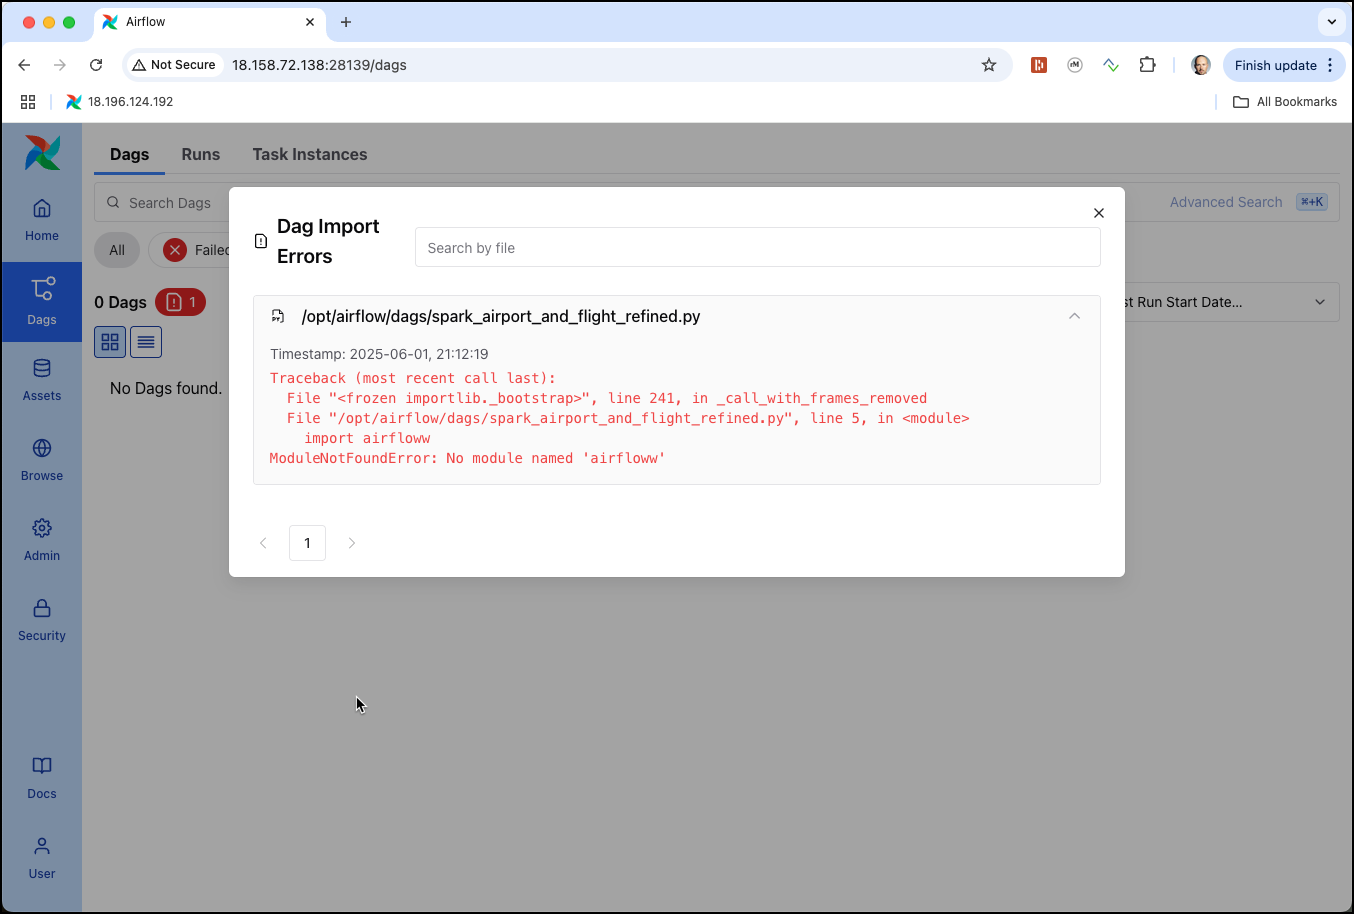 Airflow
Not Secure 18.158.72.138:28139/dags
Finish update
18.196.124.192
All Bookmarks
Dags Runs Task Instances
Search Dags
Advanced Search ⌘+K
All
Failed
0 Dags 1
st Run Start Date...
No Dags found.
Home
Dags
Assets
Browse
Admin
Security
Docs
User
Dag Import Errors
Search by file
/opt/airflow/dags/spark_airport_and_flight_refined.py
Timestamp: 2025-06-01, 21:12:19
Traceback (most recent call last):
File "<frozen importlib._bootstrap>", line 241, in _call_with_frames_removed
File "/opt/airflow/dags/spark_airport_and_flight_refined.py", line 5, in <module>
import airfloww
ModuleNotFoundError: No module named 'airfloww'
1